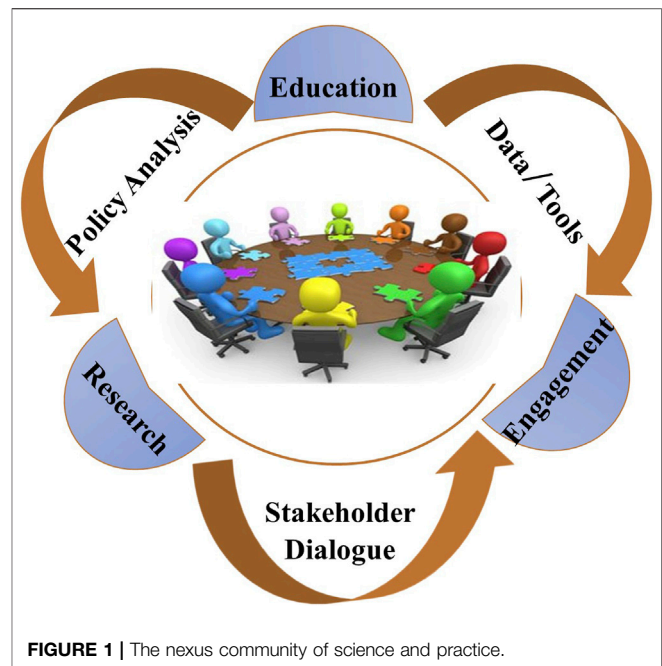 Education
Policy Analysis
Data/Tools
Research
Engagement
Stakeholder
Dialogue
FIGURE 1 | The nexus community of science and practice.